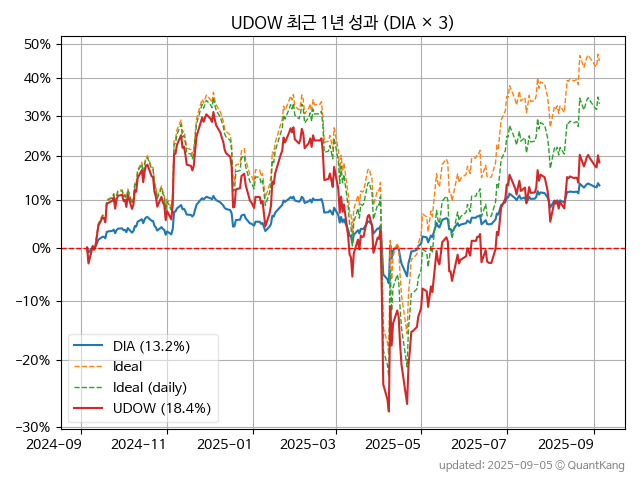 UDOW 최근 1년 성과 (DIA × 3)
50%
40%
30%
20%
10%
0%
−10%
−20%
−30%
DIA (13.2%)
Ideal
Ideal (daily)
UDOW (18.4%)
2024-09
2024-11
2025-01
2025-03
2025-05
2025-07
2025-09
updated: 2025-09-05 © QuantKang